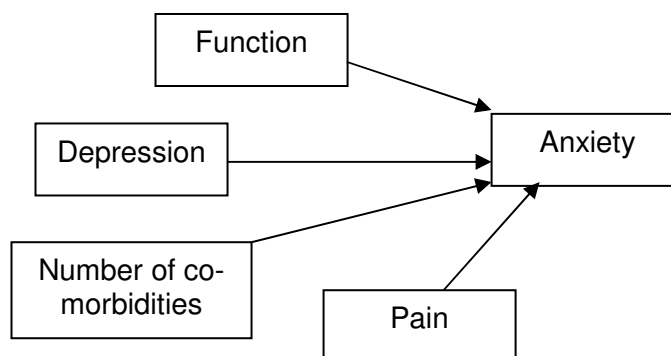 Function
Anxiety
Depression
Number of co-
morbidities
Pain